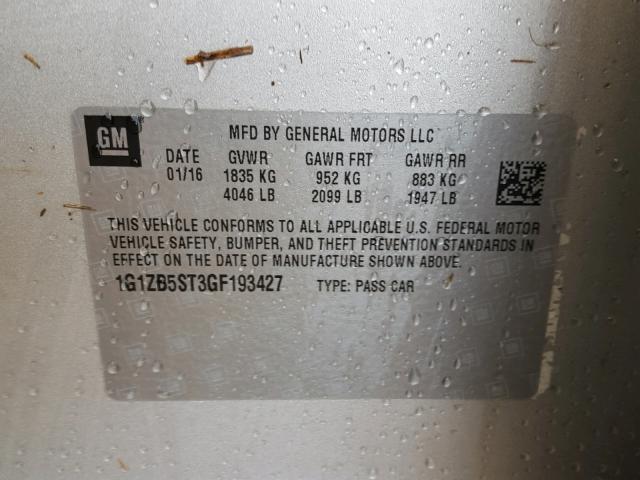 GM
MFD BY GENERAL MOTORS LLC
DATE GVWR GAWR FRT GAWR RR
01/16 1835 KG 952 KG 883 KG
4046 LB 2099 LB 1947 LB
THIS VEHICLE CONFORMS TO ALL APPLICABLE U.S. FEDERAL MOTOR
VEHICLE SAFETY, BUMPER, AND THEFT PREVENTION STANDARDS IN
EFFECT ON THE DATE OF MANUFACTURE SHOWN ABOVE.
1G1ZB5ST3GF193427 TYPE: PASS CAR